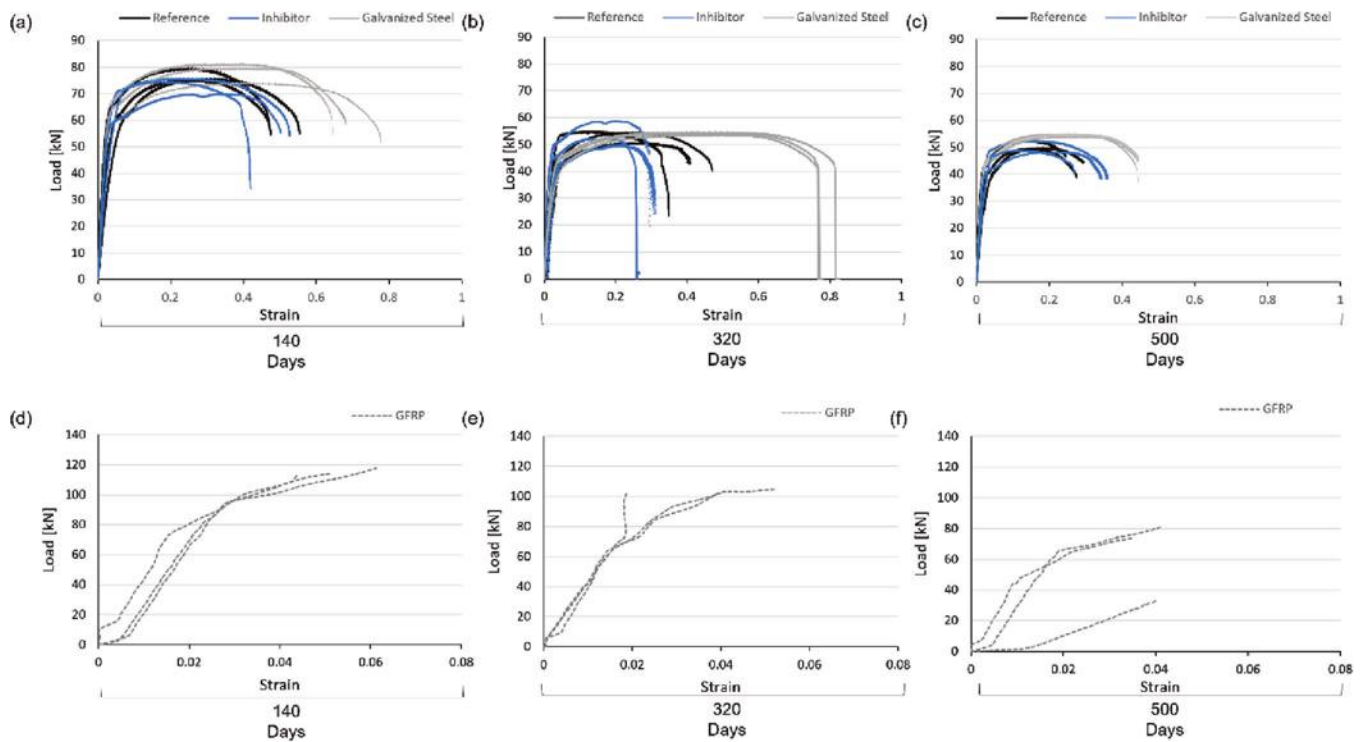 (a)
Reference Inhibitor Galvanized Steel
90
80
70
60
50
40
30
20
10
0
Load [kN]
0 0.2 0.4 0.6 0.8 1
Strain
140
Days
(b)
Reference Inhibitor Galvanized Steel
90
80
70
60
50
40
30
20
10
0
Load [kN]
0 0.2 0.4 0.6 0.8 1
Strain
320
Days
(c)
Reference Inhibitor Galvanized Steel
90
80
70
60
50
40
30
20
10
0
Load [kN]
0 0.2 0.4 0.6 0.8 1
Strain
500
Days
(d)
GFRP
140
120
100
80
60
40
20
0
Load [kN]
0 0.02 0.04 0.06 0.08
Strain
140
Days
(e)
GFRP
140
120
100
80
60
40
20
0
Load [kN]
0 0.02 0.04 0.06 0.08
Strain
320
Days
(f)
GFRP
140
120
100
80
60
40
20
0
Load [kN]
0 0.02 0.04 0.06 0.08
Strain
500
Days